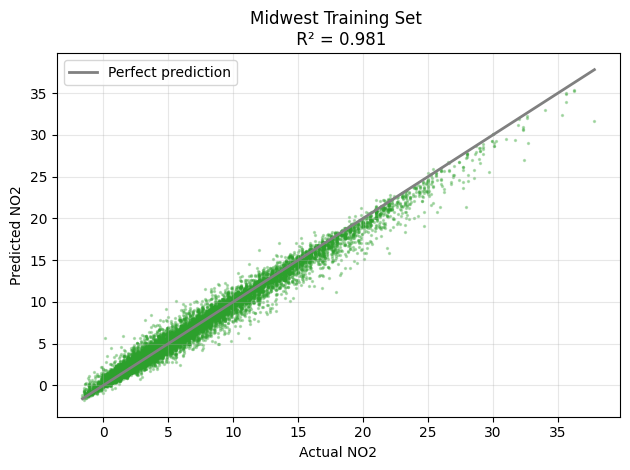 Midwest Training Set
R² = 0.981
Perfect prediction
Predicted NO2
35
30
25
20
15
10
5
0
0 5 10 15 20 25 30 35
Actual NO2